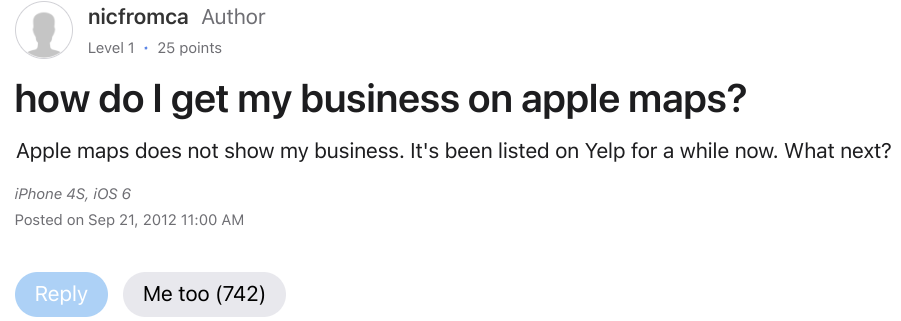 nicfromca Author
Level 1 • 25 points
how do I get my business on apple maps?
Apple maps does not show my business. It's been listed on Yelp for a while now. What next?
iPhone 4S, iOS 6
Posted on Sep 21, 2012 11:00 AM
Reply Me too (742)